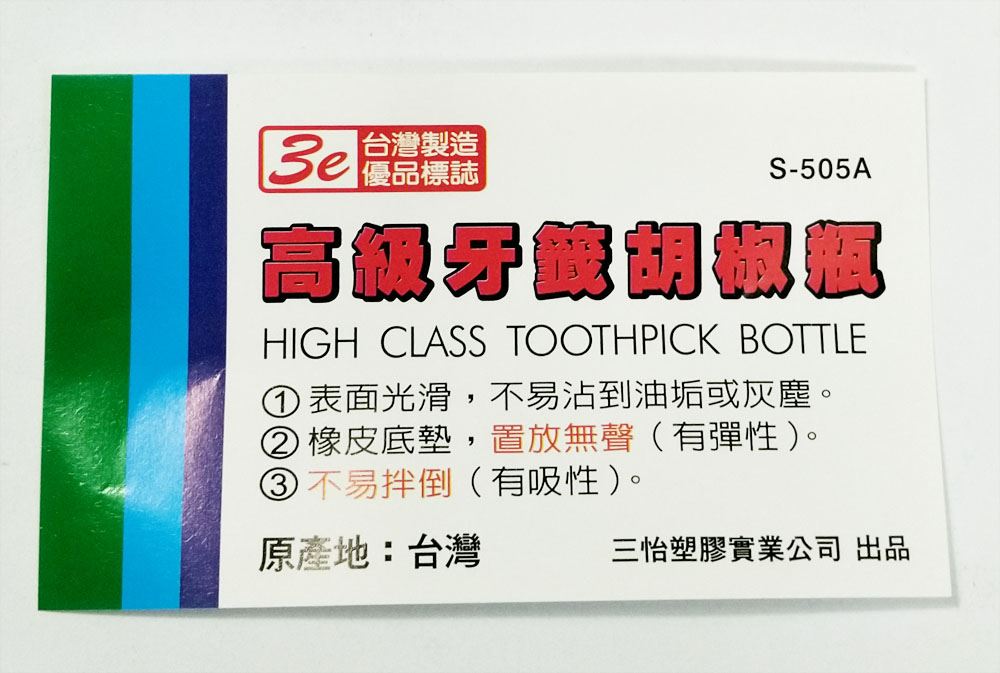 3e 台灣製造
優品標誌
S-505A
高級牙籤胡椒瓶
HIGH CLASS TOOTHPICK BOTTLE
① 表面光滑，不易沾到油垢或灰塵。
② 橡皮底墊，置放無聲（有彈性）。
③ 不易拌倒（有吸性）。
原產地：台灣
三怡塑膠實業公司 出品